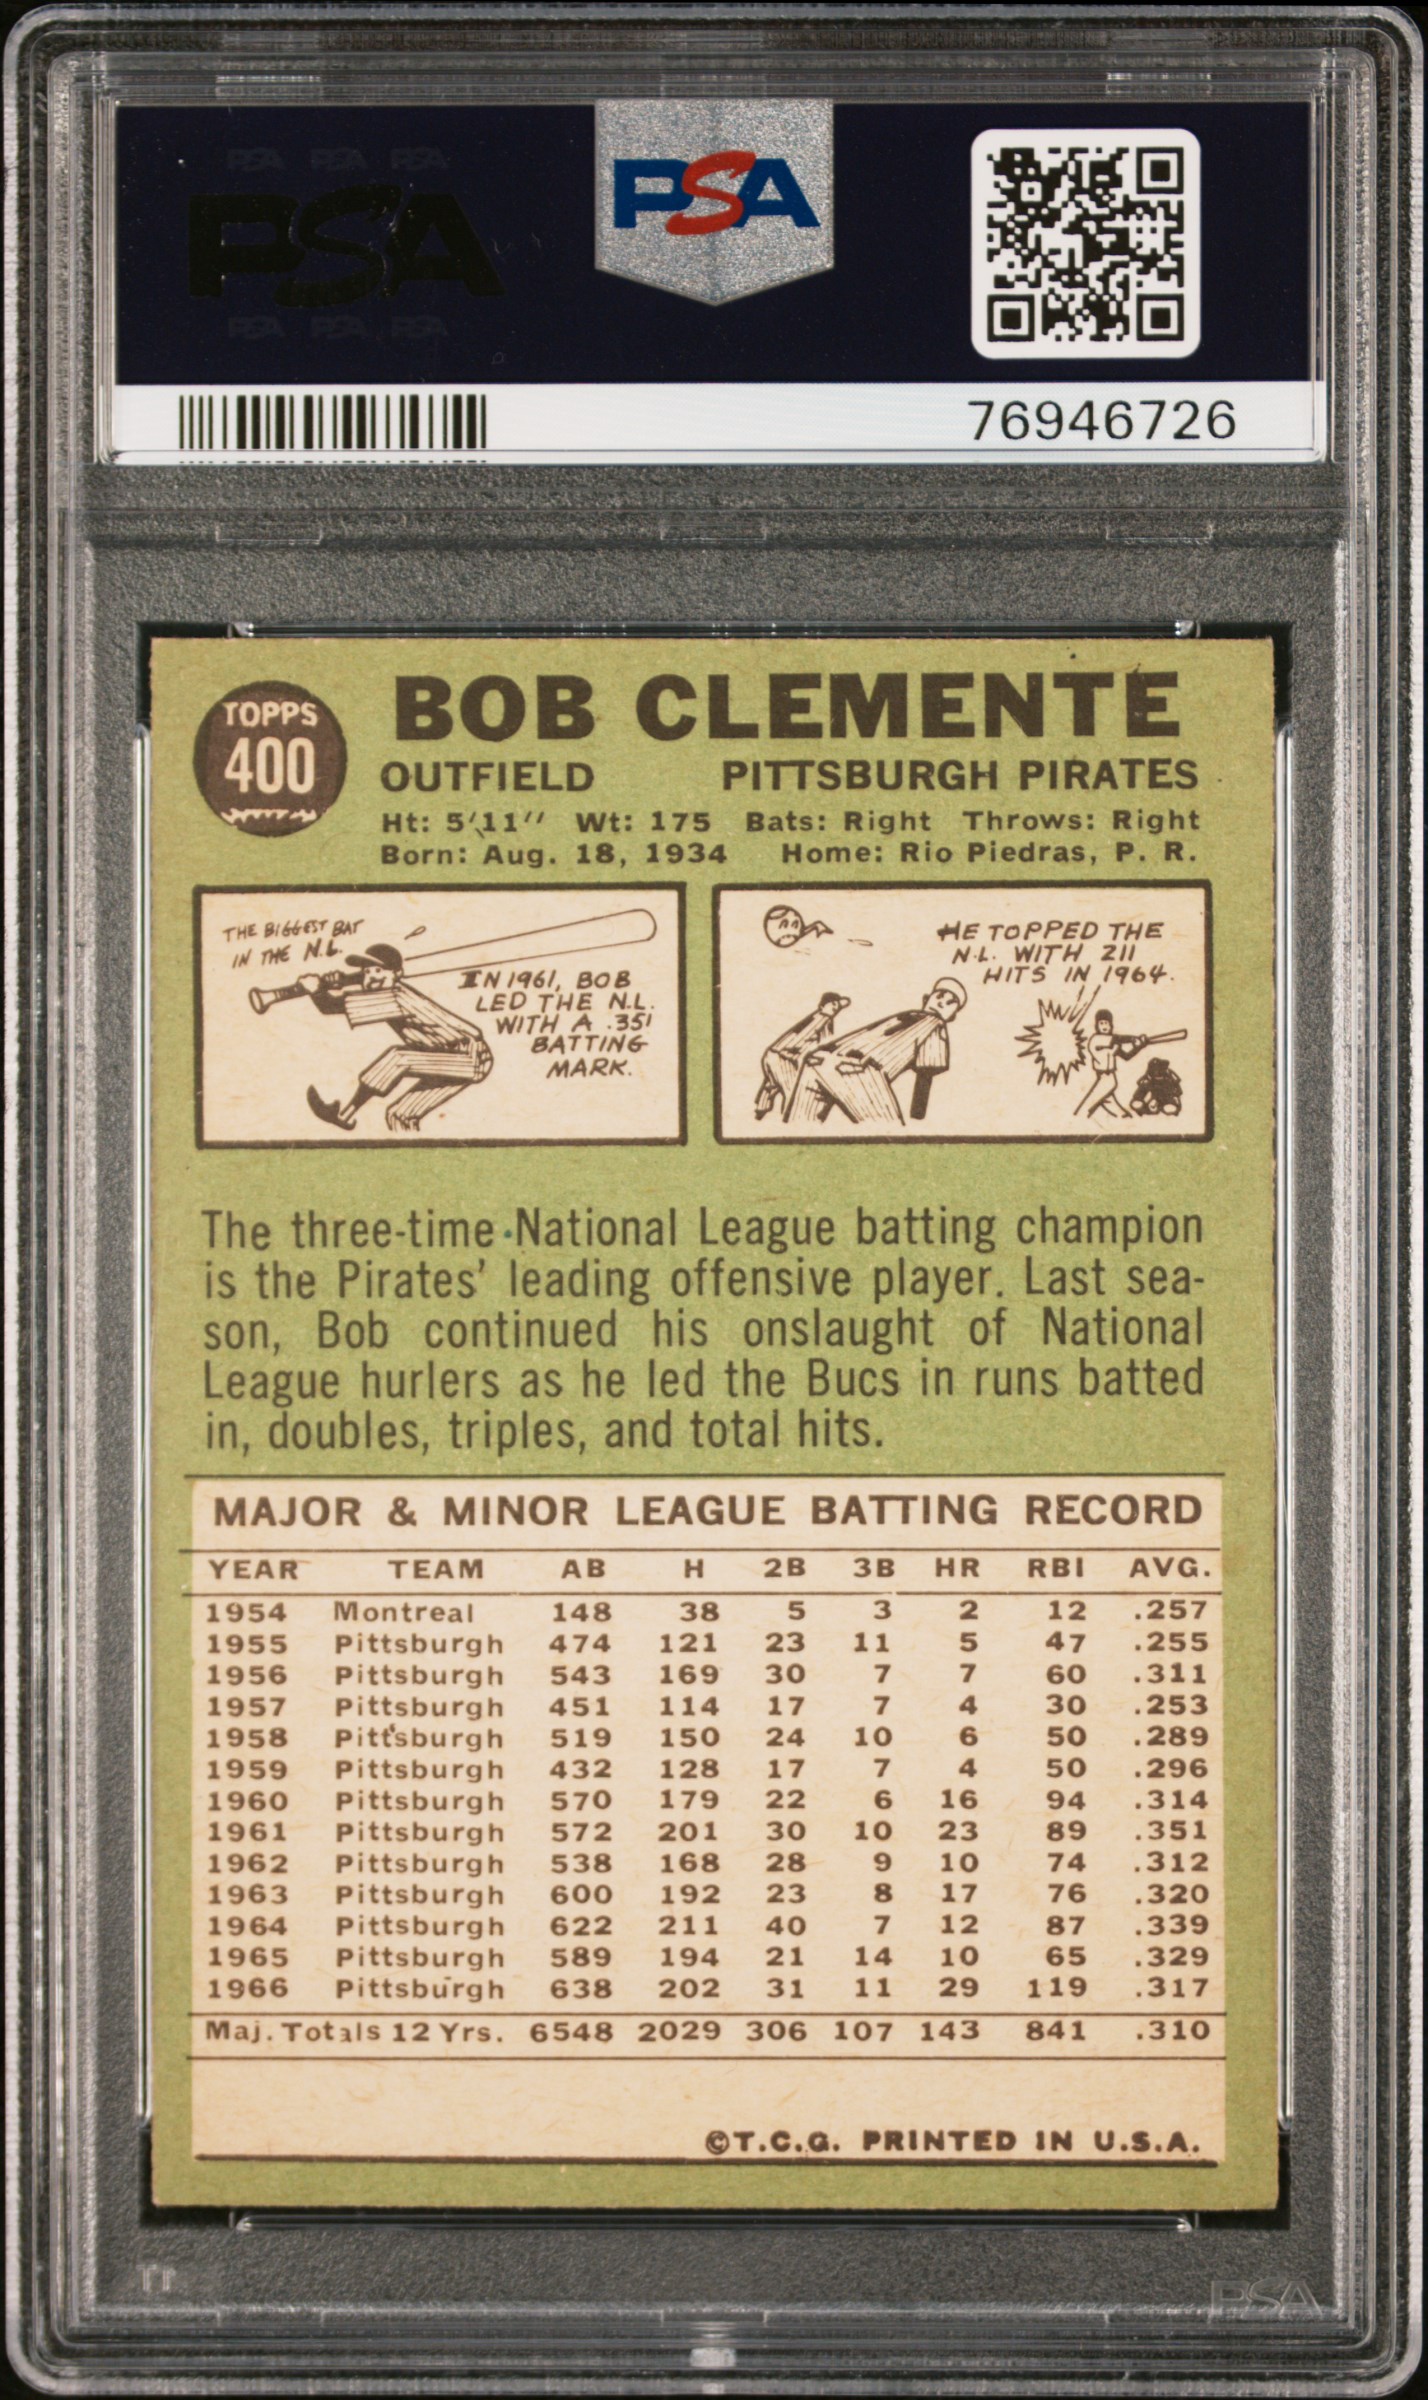 PSA PSA PSA
PSA
PSA PSA PSA
PSA
76946726
TOPPS
400
BOB CLEMENTE
OUTFIELD PITTSBURGH PIRATES
Ht: 5'11" Wt: 175 Bats: Right Throws: Right
Born: Aug. 18, 1934 Home: Rio Piedras, P. R.
THE BIGGEST BAT
IN THE N.L.
IN 1961, BOB
LED THE N.L.
WITH A .351
BATTING
MARK.
HE TOPPED THE
N.L. WITH 211
HITS IN 1964.
The three-time National League batting champion
is the Pirates' leading offensive player. Last sea-
son, Bob continued his onslaught of National
League hurlers as he led the Bucs in runs batted
in, doubles, triples, and total hits.
MAJOR & MINOR LEAGUE BATTING RECORD
YEAR TEAM AB H 2B 3B HR RBI AVG.
1954 Montreal 148 38 5 3 2 12 .257
1955 Pittsburgh 474 121 23 11 5 47 .255
1956 Pittsburgh 543 169 30 7 7 60 .311
1957 Pittsburgh 451 114 17 7 4 30 .253
1958 Pittsburgh 519 150 24 10 6 50 .289
1959 Pittsburgh 432 128 17 7 4 50 .296
1960 Pittsburgh 570 179 22 6 16 94 .314
1961 Pittsburgh 572 201 30 10 23 89 .351
1962 Pittsburgh 538 168 28 9 10 74 .312
1963 Pittsburgh 600 192 23 8 17 76 .320
1964 Pittsburgh 622 211 40 7 12 87 .339
1965 Pittsburgh 589 194 21 14 10 65 .329
1966 Pittsburgh 638 202 31 11 29 119 .317
Maj. Totals 12 Yrs. 6548 2029 306 107 143 841 .310
©T.C.G. PRINTED IN U.S.A.
PSA